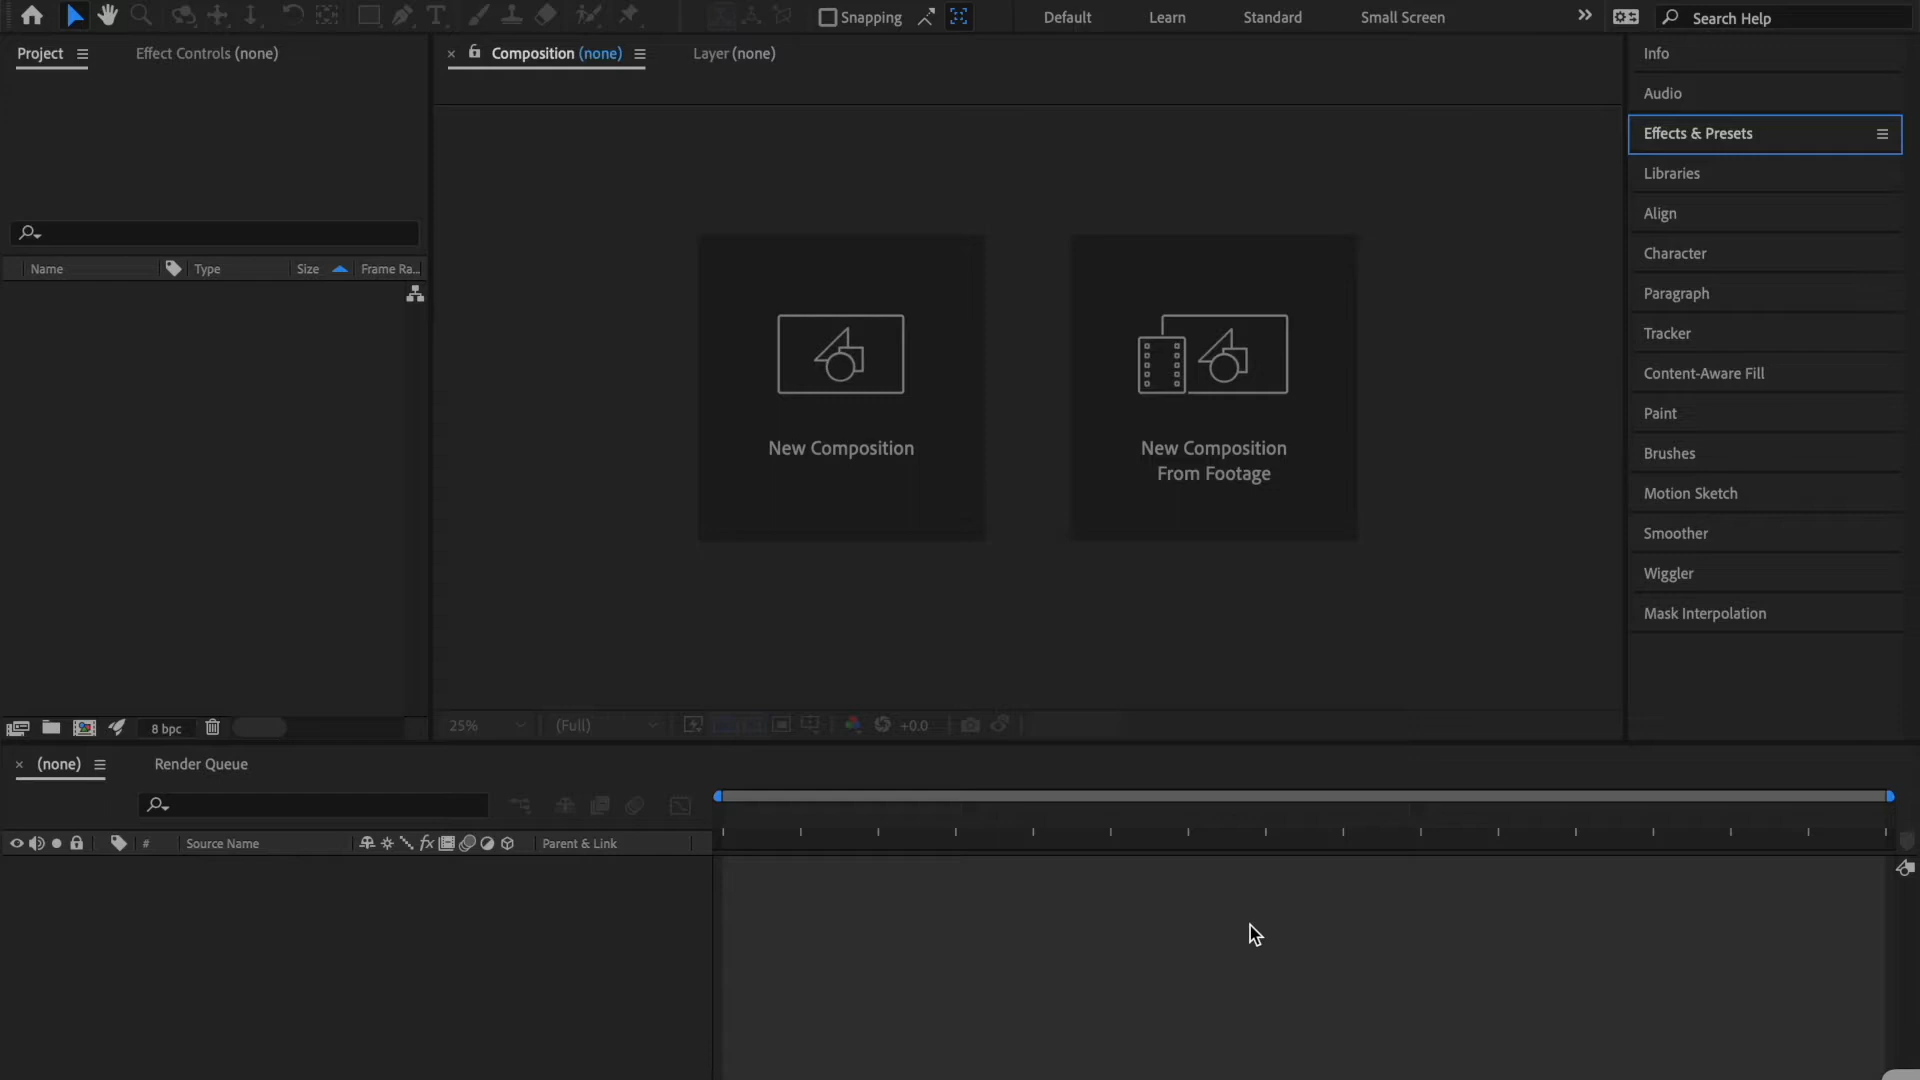 Snapping
Default
Learn
Standard
Small Screen
Search Help
Project
Effect Controls (none)
Composition (none)
Layer (none)
Info
Audio
Effects & Presets
Libraries
Align
Character
Paragraph
Tracker
Content-Aware Fill
Paint
Brushes
Motion Sketch
Smoother
Wiggler
Mask Interpolation
Name
Type
Size
Frame Ra...
New Composition
New Composition
From Footage
8 bpc
25%
(Full)
+0.0
(none)
Render Queue
#
Source Name
fx
Parent & Link